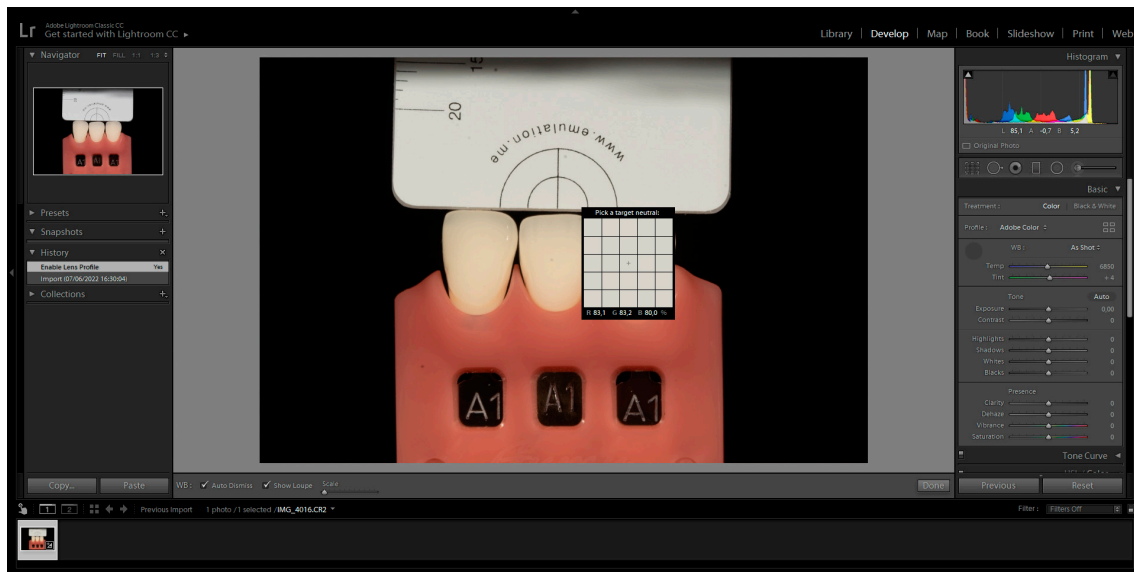 Adobe Lightroom Classic CC
Get started with Lightroom CC
Library | Develop | Map | Book | Slideshow | Print | Web
Navigator FIT FILL 1:1 1:3
Presets
Snapshots
History
Enable Lens Profile Yes
Import (07/06/2022 16:30:04)
Collections
Copy... Paste
15
20
www.emulation.me
Pick a target neutral:
R 83,1 G 83,2 B 80,0 %
A1 A1 A1
WB: Auto Dismiss Show Loupe Scale
Done
Histogram
L 85,1 A -0,7 B 5,2
Original Photo
Basic
Treatment: Color | Black & White
Profile: Adobe Color
WB: As Shot
Temp 6850
Tint + 4
Tone Auto
Exposure 0,00
Contrast 0
Highlights 0
Shadows 0
Whites 0
Blacks 0
Presence
Clarity 0
Dehaze 0
Vibrance 0
Saturation 0
Tone Curve
Previous Reset
1 2 Previous Import 1 photo /1 selected /IMG_4016.CR2
Filter: Filters Off